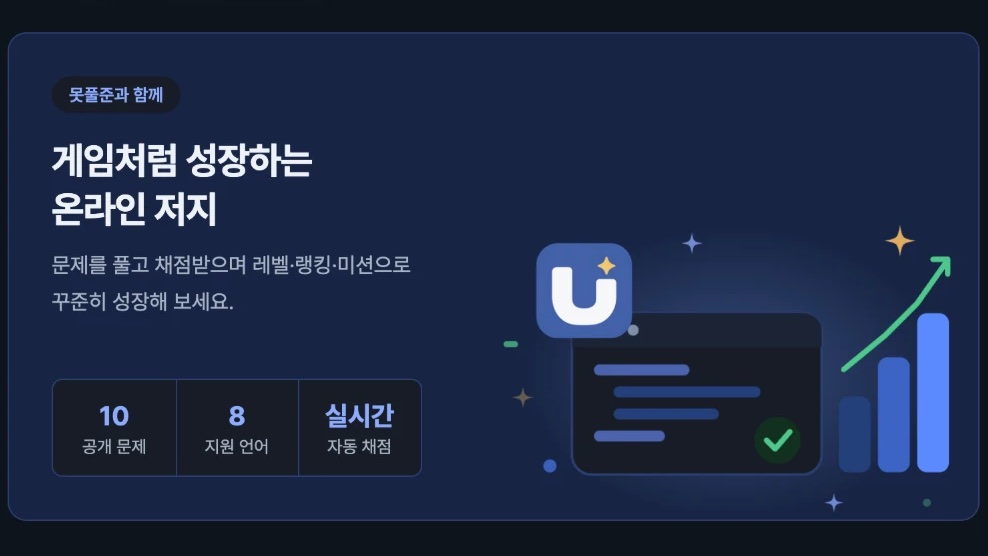 못풀준과 함께
게임처럼 성장하는
온라인 저지
문제를 풀고 채점받으며 레벨·랭킹·미션으로
꾸준히 성장해 보세요.
10
공개 문제
8
지원 언어
실시간
자동 채점
U